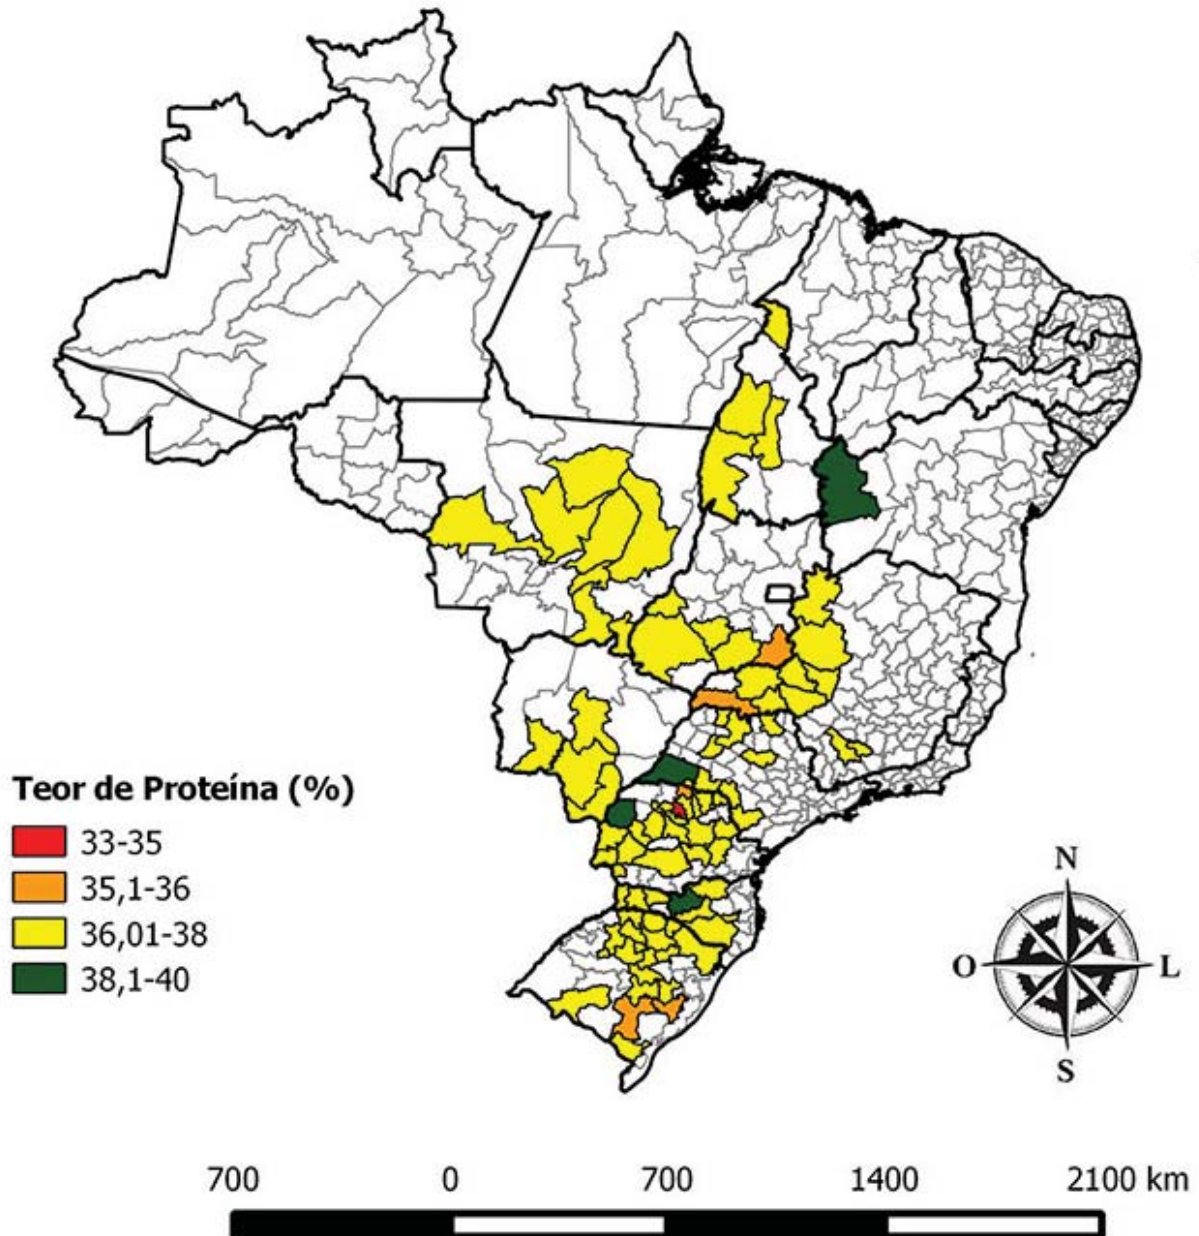 Teor de Proteína (%)
33-35
35,1-36
36,01-38
38,1-40
N
O
L
S
700 0 700 1400 2100 km